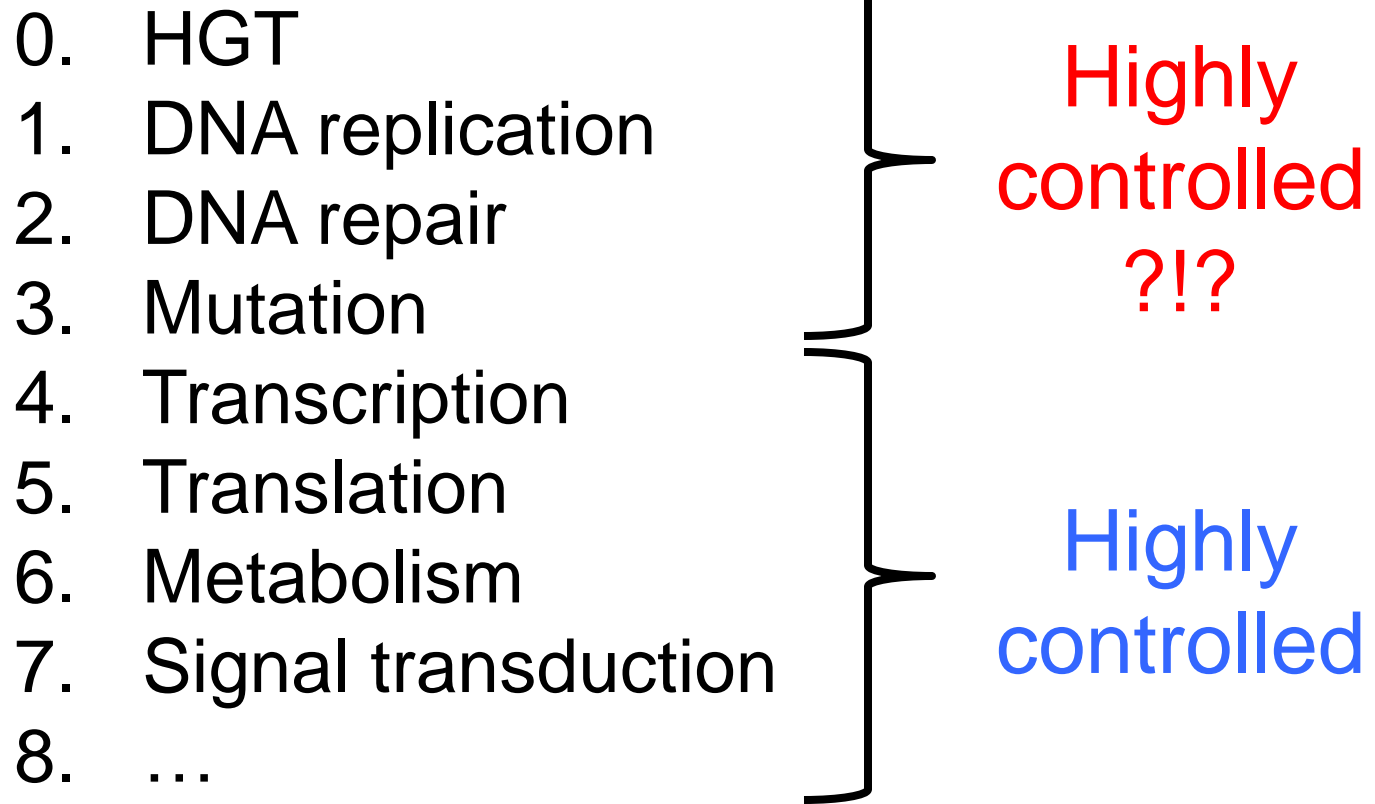 0. HGT
1. DNA replication
2. DNA repair
3. Mutation
4. Transcription
5. Translation
6. Metabolism
7. Signal transduction
8. …
Highly
controlled
?!?
Highly
controlled